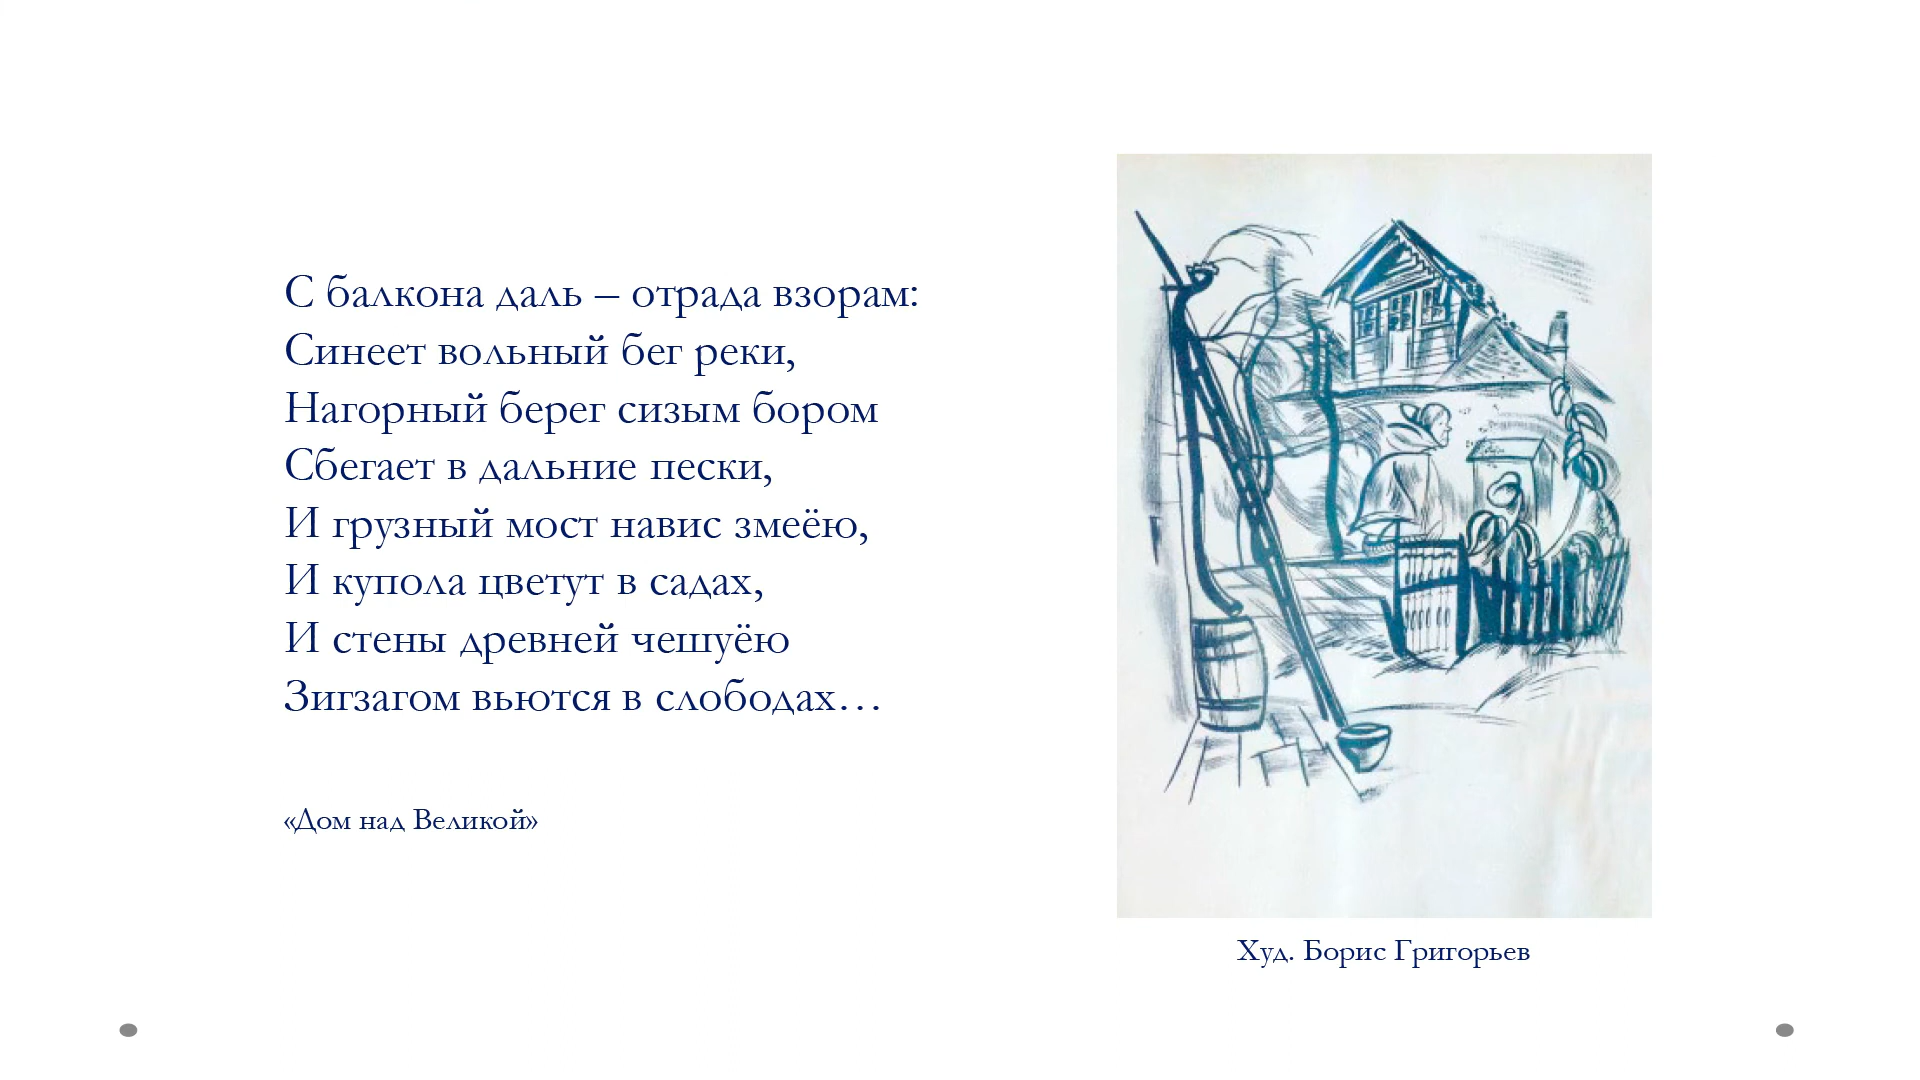 С балкона даль – отрада взорам:
Синеет вольный бег реки,
Нагорный берег сизым бором
Сбегает в дальние пески,
И грузный мост навис змеёю,
И купола цветут в садах,
И стены древней чешуёю
Зигзагом вьются в слободах…
«Дом над Великой»
Худ. Борис Григорьев